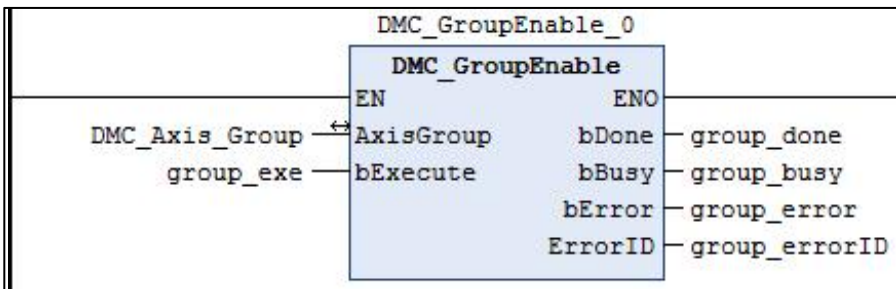 DMC_GroupEnable_0
DMC_GroupEnable
EN ENO
DMC_Axis_Group AxisGroup bDone group_done
group_exe bExecute bBusy group_busy
bError group_error
ErrorID group_errorID